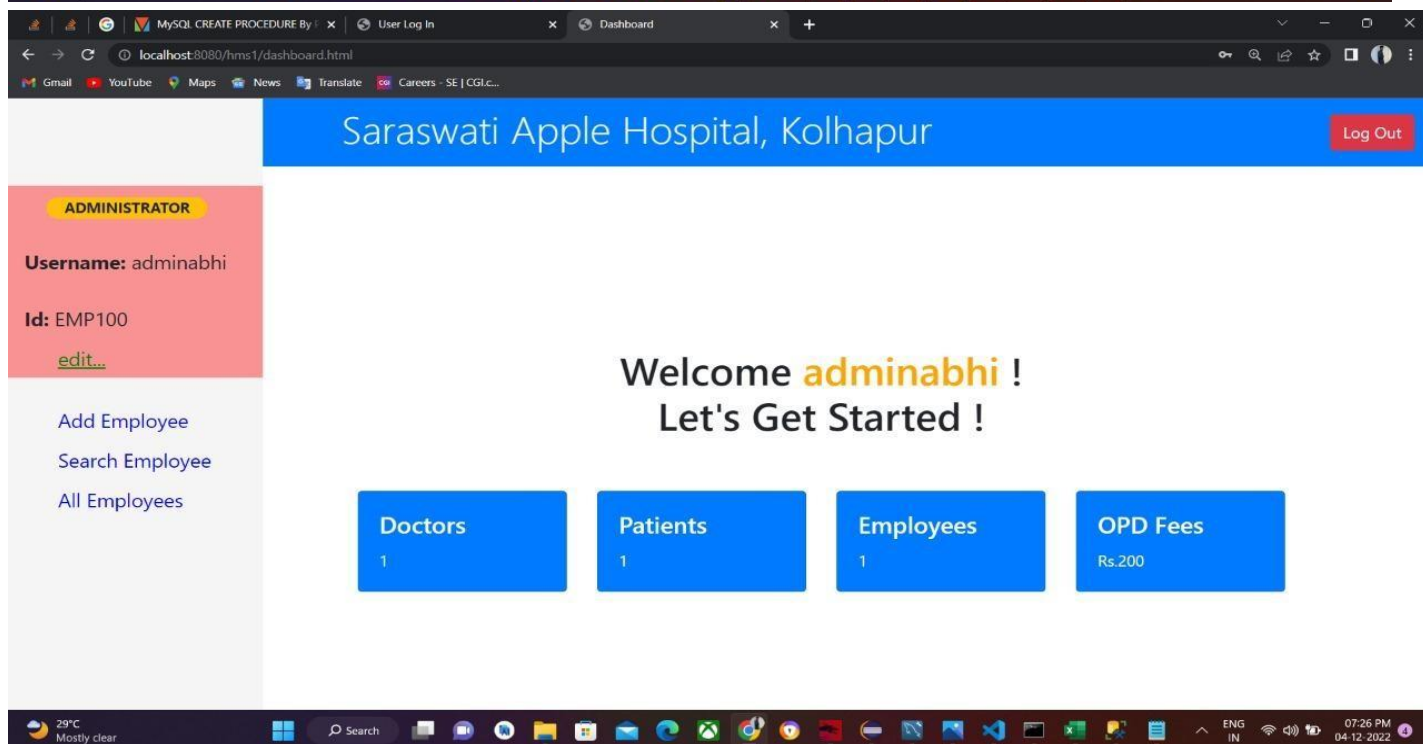 MySQL CREATE PROCEDURE By
User Log In
Dashboard
localhost:8080/hms1/dashboard.html
Gmail YouTube Maps News Translate Careers - SE | CGI.c...
Saraswati Apple Hospital, Kolhapur
Log Out
ADMINISTRATOR
Username: adminabhi
Id: EMP100
edit...
Add Employee
Search Employee
All Employees
Welcome adminabhi !
Let's Get Started !
Doctors
1
Patients
1
Employees
1
OPD Fees
Rs.200
29°C
Mostly clear
Search
ENG
IN
07:26 PM
04-12-2022
4